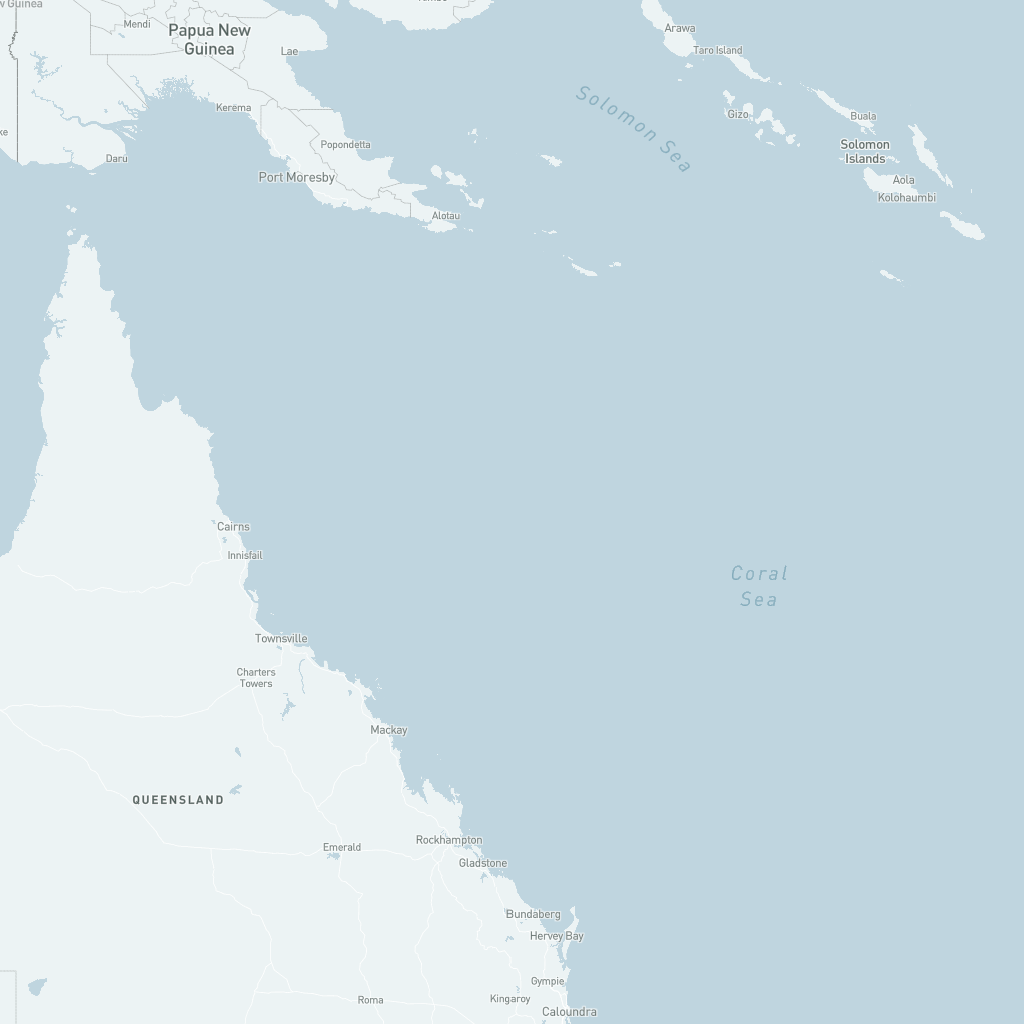 Mendi
Papua New
Guinea
Lae
Arawa
Taro Island
Solomon Sea
Kerema
Gizo
Buala
Popondetta
Solomon
Islands
Daru
Port Moresby
Aola
Kolohaumbi
Alotau
Cairns
Innisfail
Coral
Sea
Townsville
Charters
Towers
Mackay
QUEENSLAND
Rockhampton
Emerald
Gladstone
Bundaberg
Hervey Bay
Gympie
Roma
Kingaroy
Caloundra